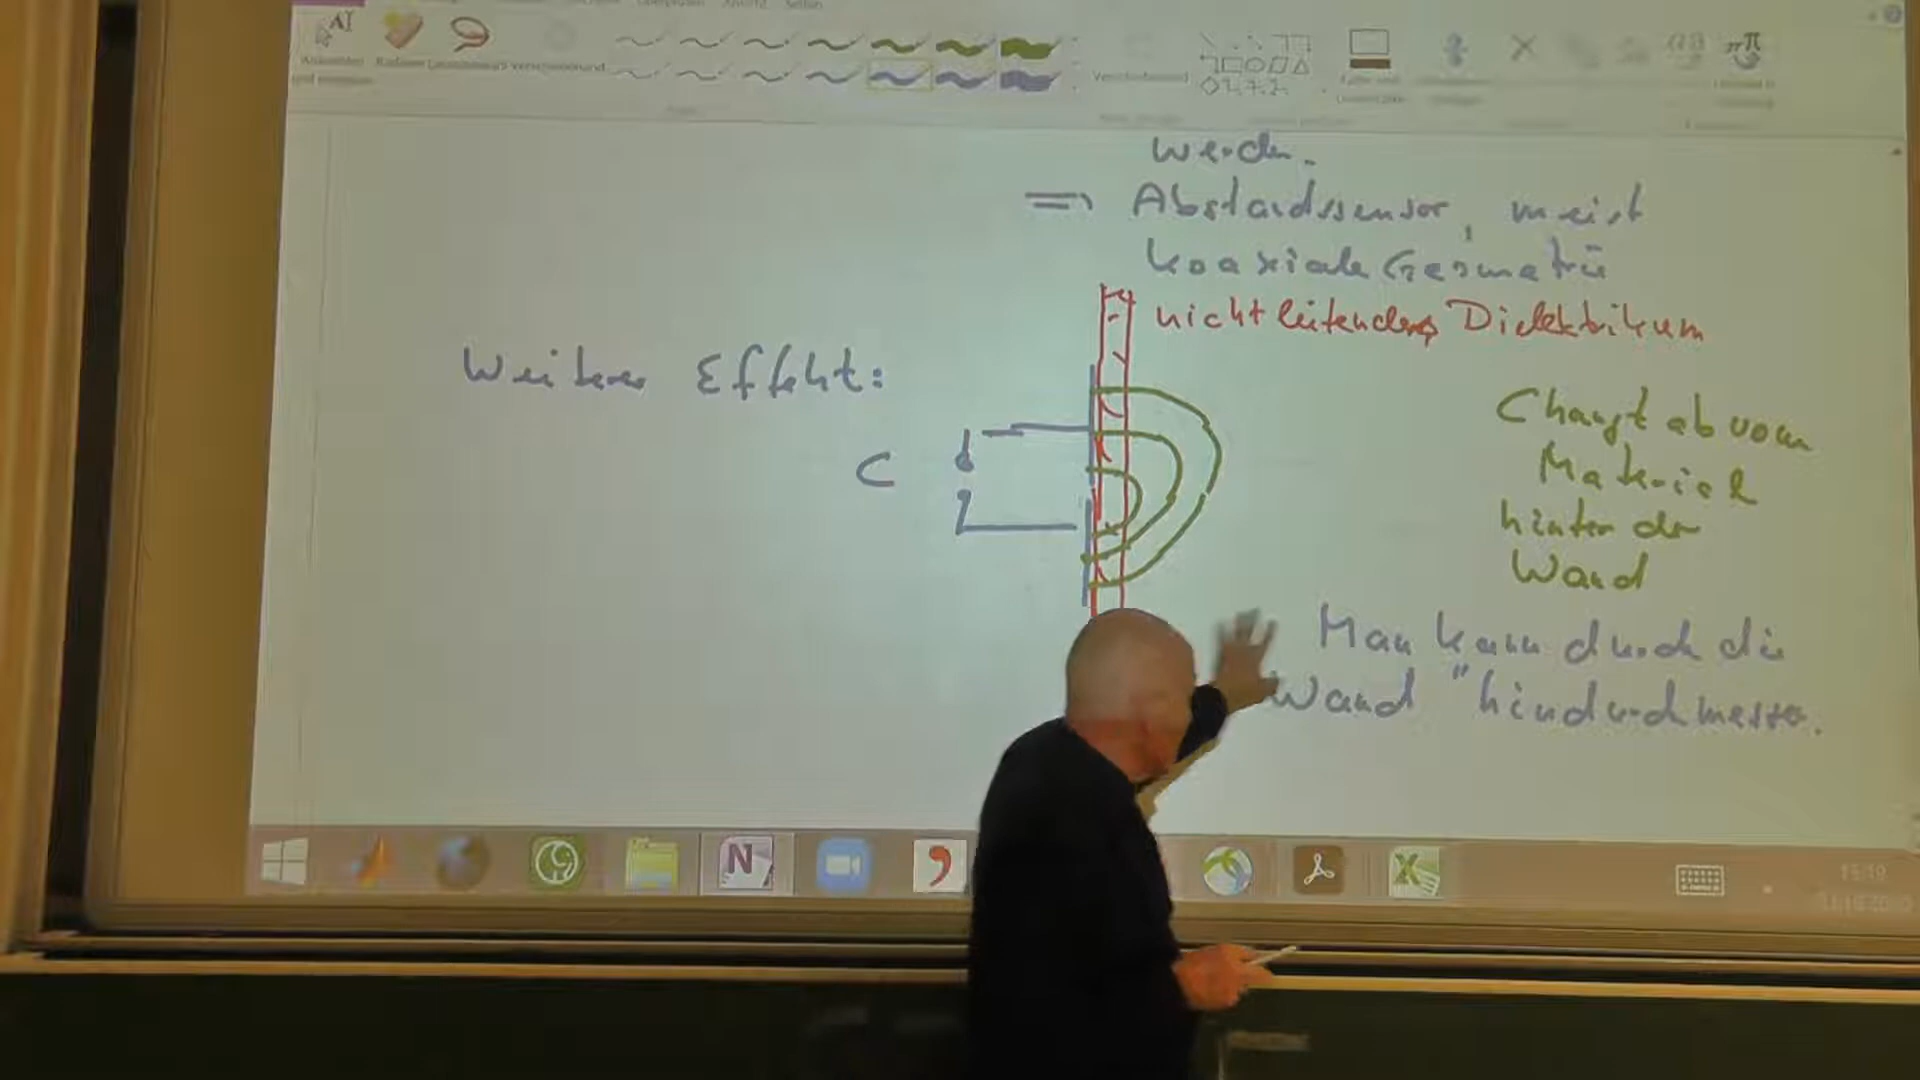 werden.
=> Abstandssensor, meist
koaxiale Geometrie
nichtleitendes Dielektrikum
Weiterer Effekt:
C
C hängt ab vom
Material
hinter der
Wand
Man kann durch die
Wand "hindurchmessen.